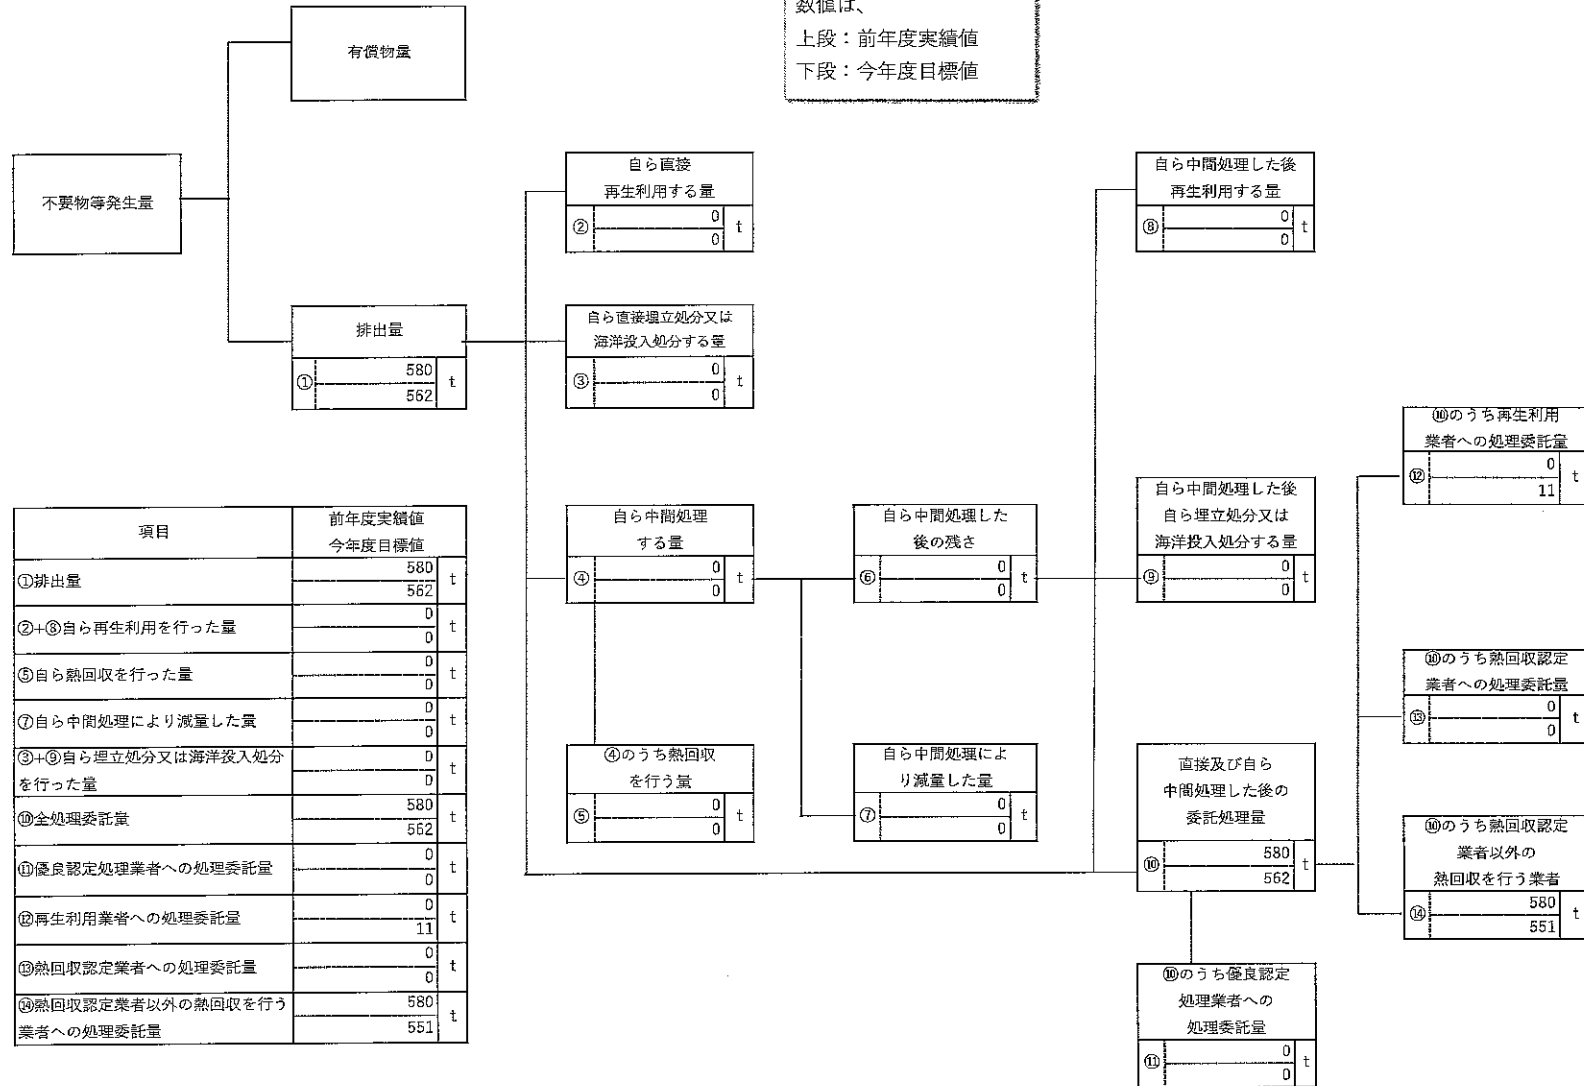 数値は、
上段：前年度実績値
下段：今年度目標値
有償物量
不要物等発生量
排出量
① 580 t
562
自ら直接
再生利用する量
② 0 t
0
自ら直接埋立処分又は
海洋投入処分する量
③ 0 t
0
自ら中間処理
する量
④ 0 t
0
④のうち熱回収
を行う量
⑤ 0 t
0
自ら中間処理した
後の残さ
⑥ 0 t
0
自ら中間処理によ
り減量した量
⑦ 0 t
0
自ら中間処理した後
再生利用する量
⑧ 0 t
0
自ら中間処理した後
自ら埋立処分又は
海洋投入処分する量
⑨ 0 t
0
直接及び自ら
中間処理した後の
委託処理量
⑩ 580 t
562
⑩のうち優良認定
処理業者への
処理委託量
⑪ 0 t
0
⑩のうち再生利用
業者への処理委託量
⑫ 0 t
11
⑩のうち熱回収認定
業者への処理委託量
⑬ 0 t
0
⑩のうち熱回収認定
業者以外の
熱回収を行う業者
⑭ 580 t
551
項目 前年度実績値
今年度目標値
①排出量 580 t
562
②+⑧自ら再生利用を行った量 0 t
0
⑤自ら熱回収を行った量 0 t
0
⑦自ら中間処理により減量した量 0 t
0
③+⑨自ら埋立処分又は海洋投入処分 0 t
を行った量 0
⑩全処理委託量 580 t
562
⑪優良認定処理業者への処理委託量 0 t
0
⑫再生利用業者への処理委託量 0 t
11
⑬熱回収認定業者への処理委託量 0 t
0
⑭熱回収認定業者以外の熱回収を行う 580 t
業者への処理委託量 551